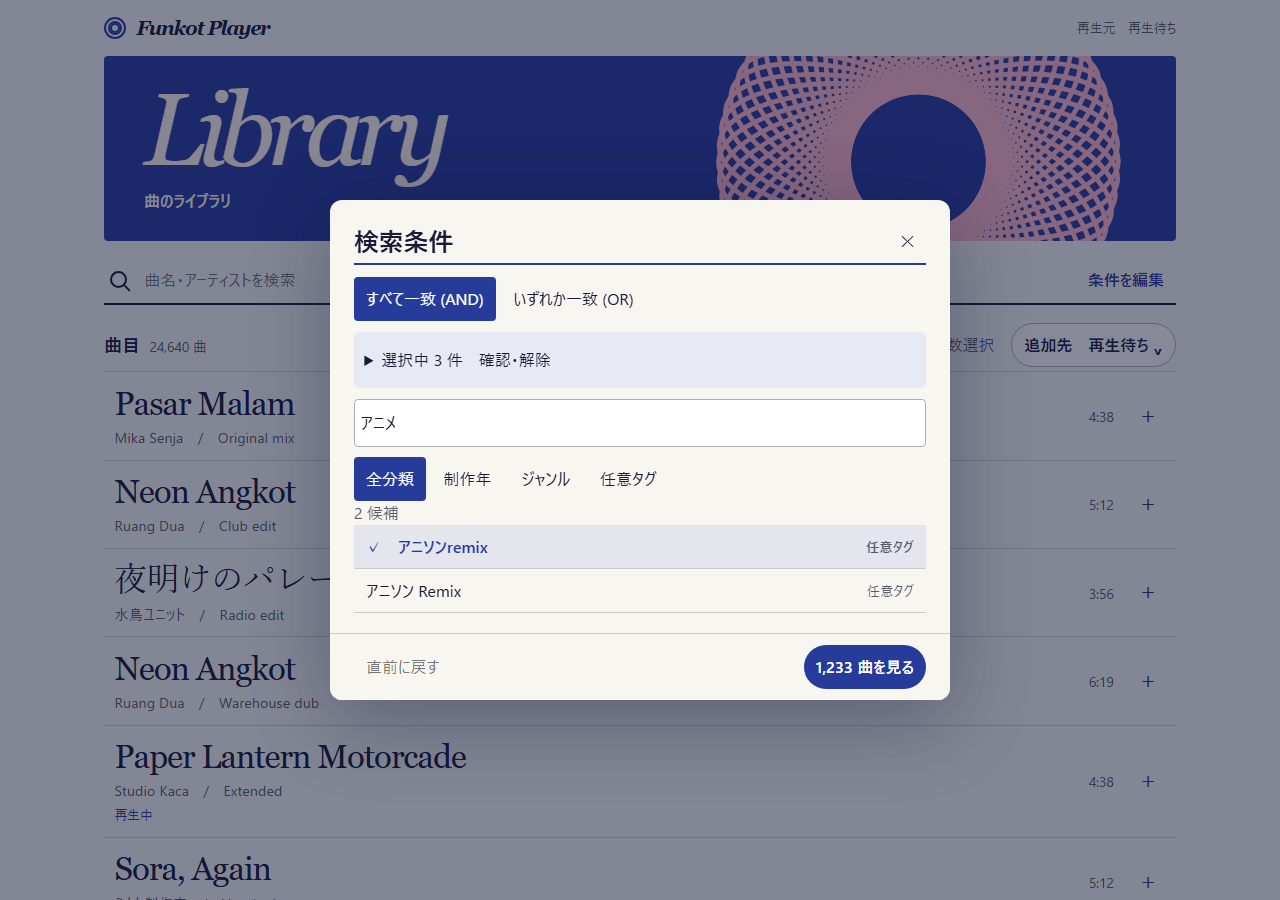 Funkot Player
再生元 再生待ち
Library
曲のライブラリ
検索条件
曲名・アーティストを検索
条件を編集
すべて一致 (AND) いずれか一致 (OR)
曲目 24,640 曲
数選択
追加先 再生待ち
選択中 3 件 確認・解除
アニメ
全分類 制作年 ジャンル 任意タグ
2 候補
✓ アニソンremix 任意タグ
アニソン Remix 任意タグ
直前に戻す
1,233 曲を見る
Pasar Malam
Mika Senja / Original mix
4:38 +
Neon Angkot
Ruang Dua / Club edit
5:12 +
夜明けのパレー
水鳥ユニット / Radio edit
3:56 +
Neon Angkot
Ruang Dua / Warehouse dub
6:19 +
Paper Lantern Motorcade
Studio Kaca / Extended
再生中
4:38 +
Sora, Again
5:12 +